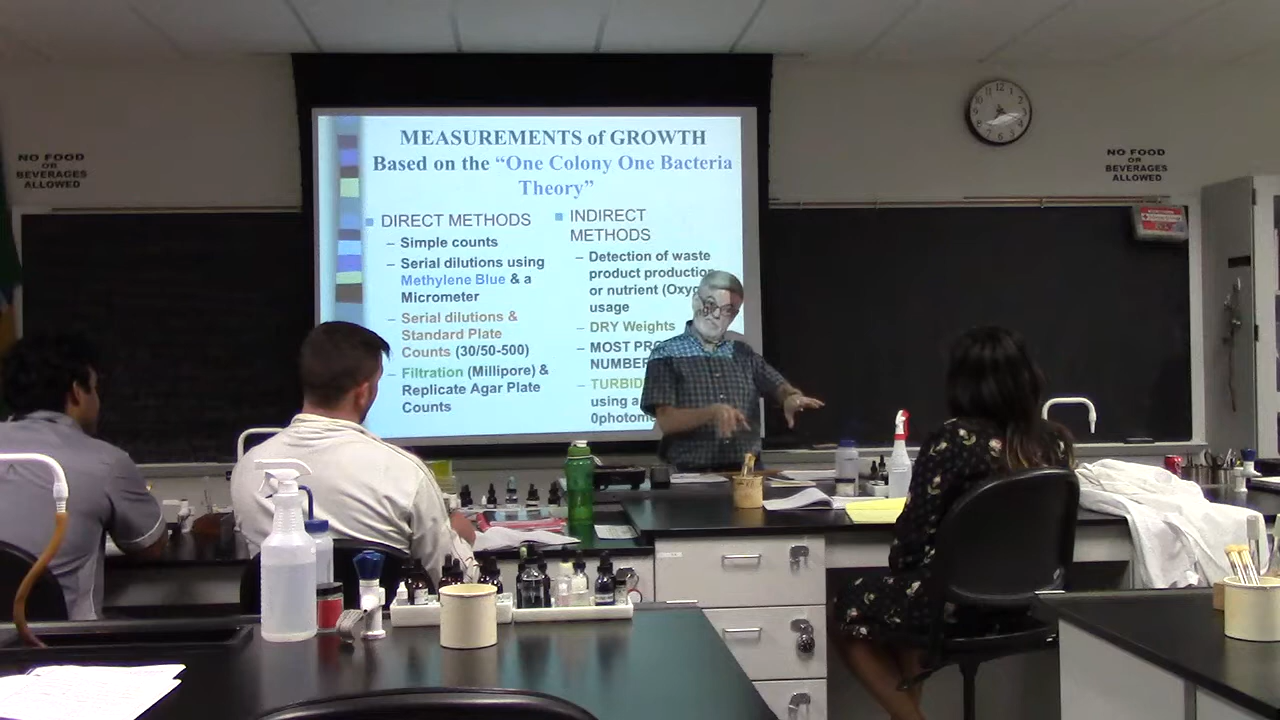 MEASUREMENTS of GROWTH
Based on the “One Colony One Bacteria
Theory”
DIRECT METHODS
– Simple counts
– Serial dilutions using
Methylene Blue & a
Micrometer
– Serial dilutions &
Standard Plate
Counts (30/50-500)
– Filtration (Millipore) &
Replicate Agar Plate
Counts
INDIRECT
METHODS
– Detection of waste
product production
or nutrient (Oxyg
usage
– DRY Weights
– MOST PRO
NUMBER
– TURBID
using a
0photome
NO FOOD
OR
BEVERAGES
ALLOWED
12
NO FOOD
OR
BEVERAGES
ALLOWED